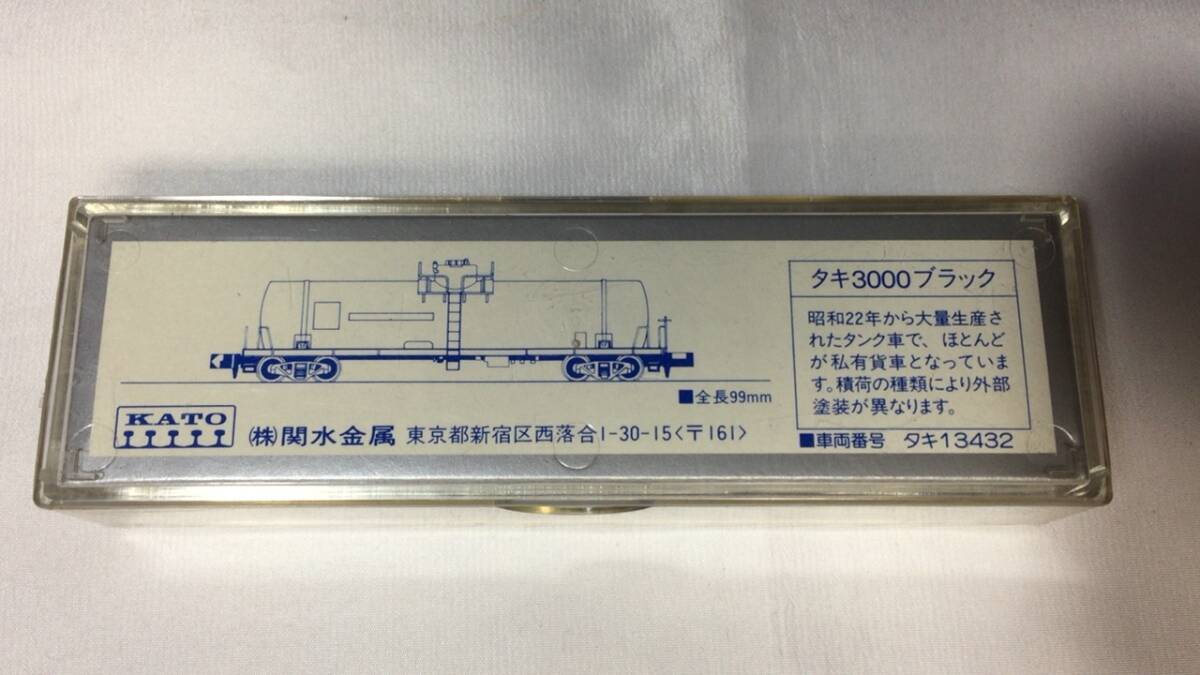 タキ3000ブラック
昭和22年から大量生産さ
れたタンク車で、ほとんど
が私有貨車となっていま
す。積荷の種類により外部
塗装が異なります。
■全長99mm
KATO
(株)関水金属 東京都新宿区西落合1-30-15<〒161>
■車両番号 タキ13432